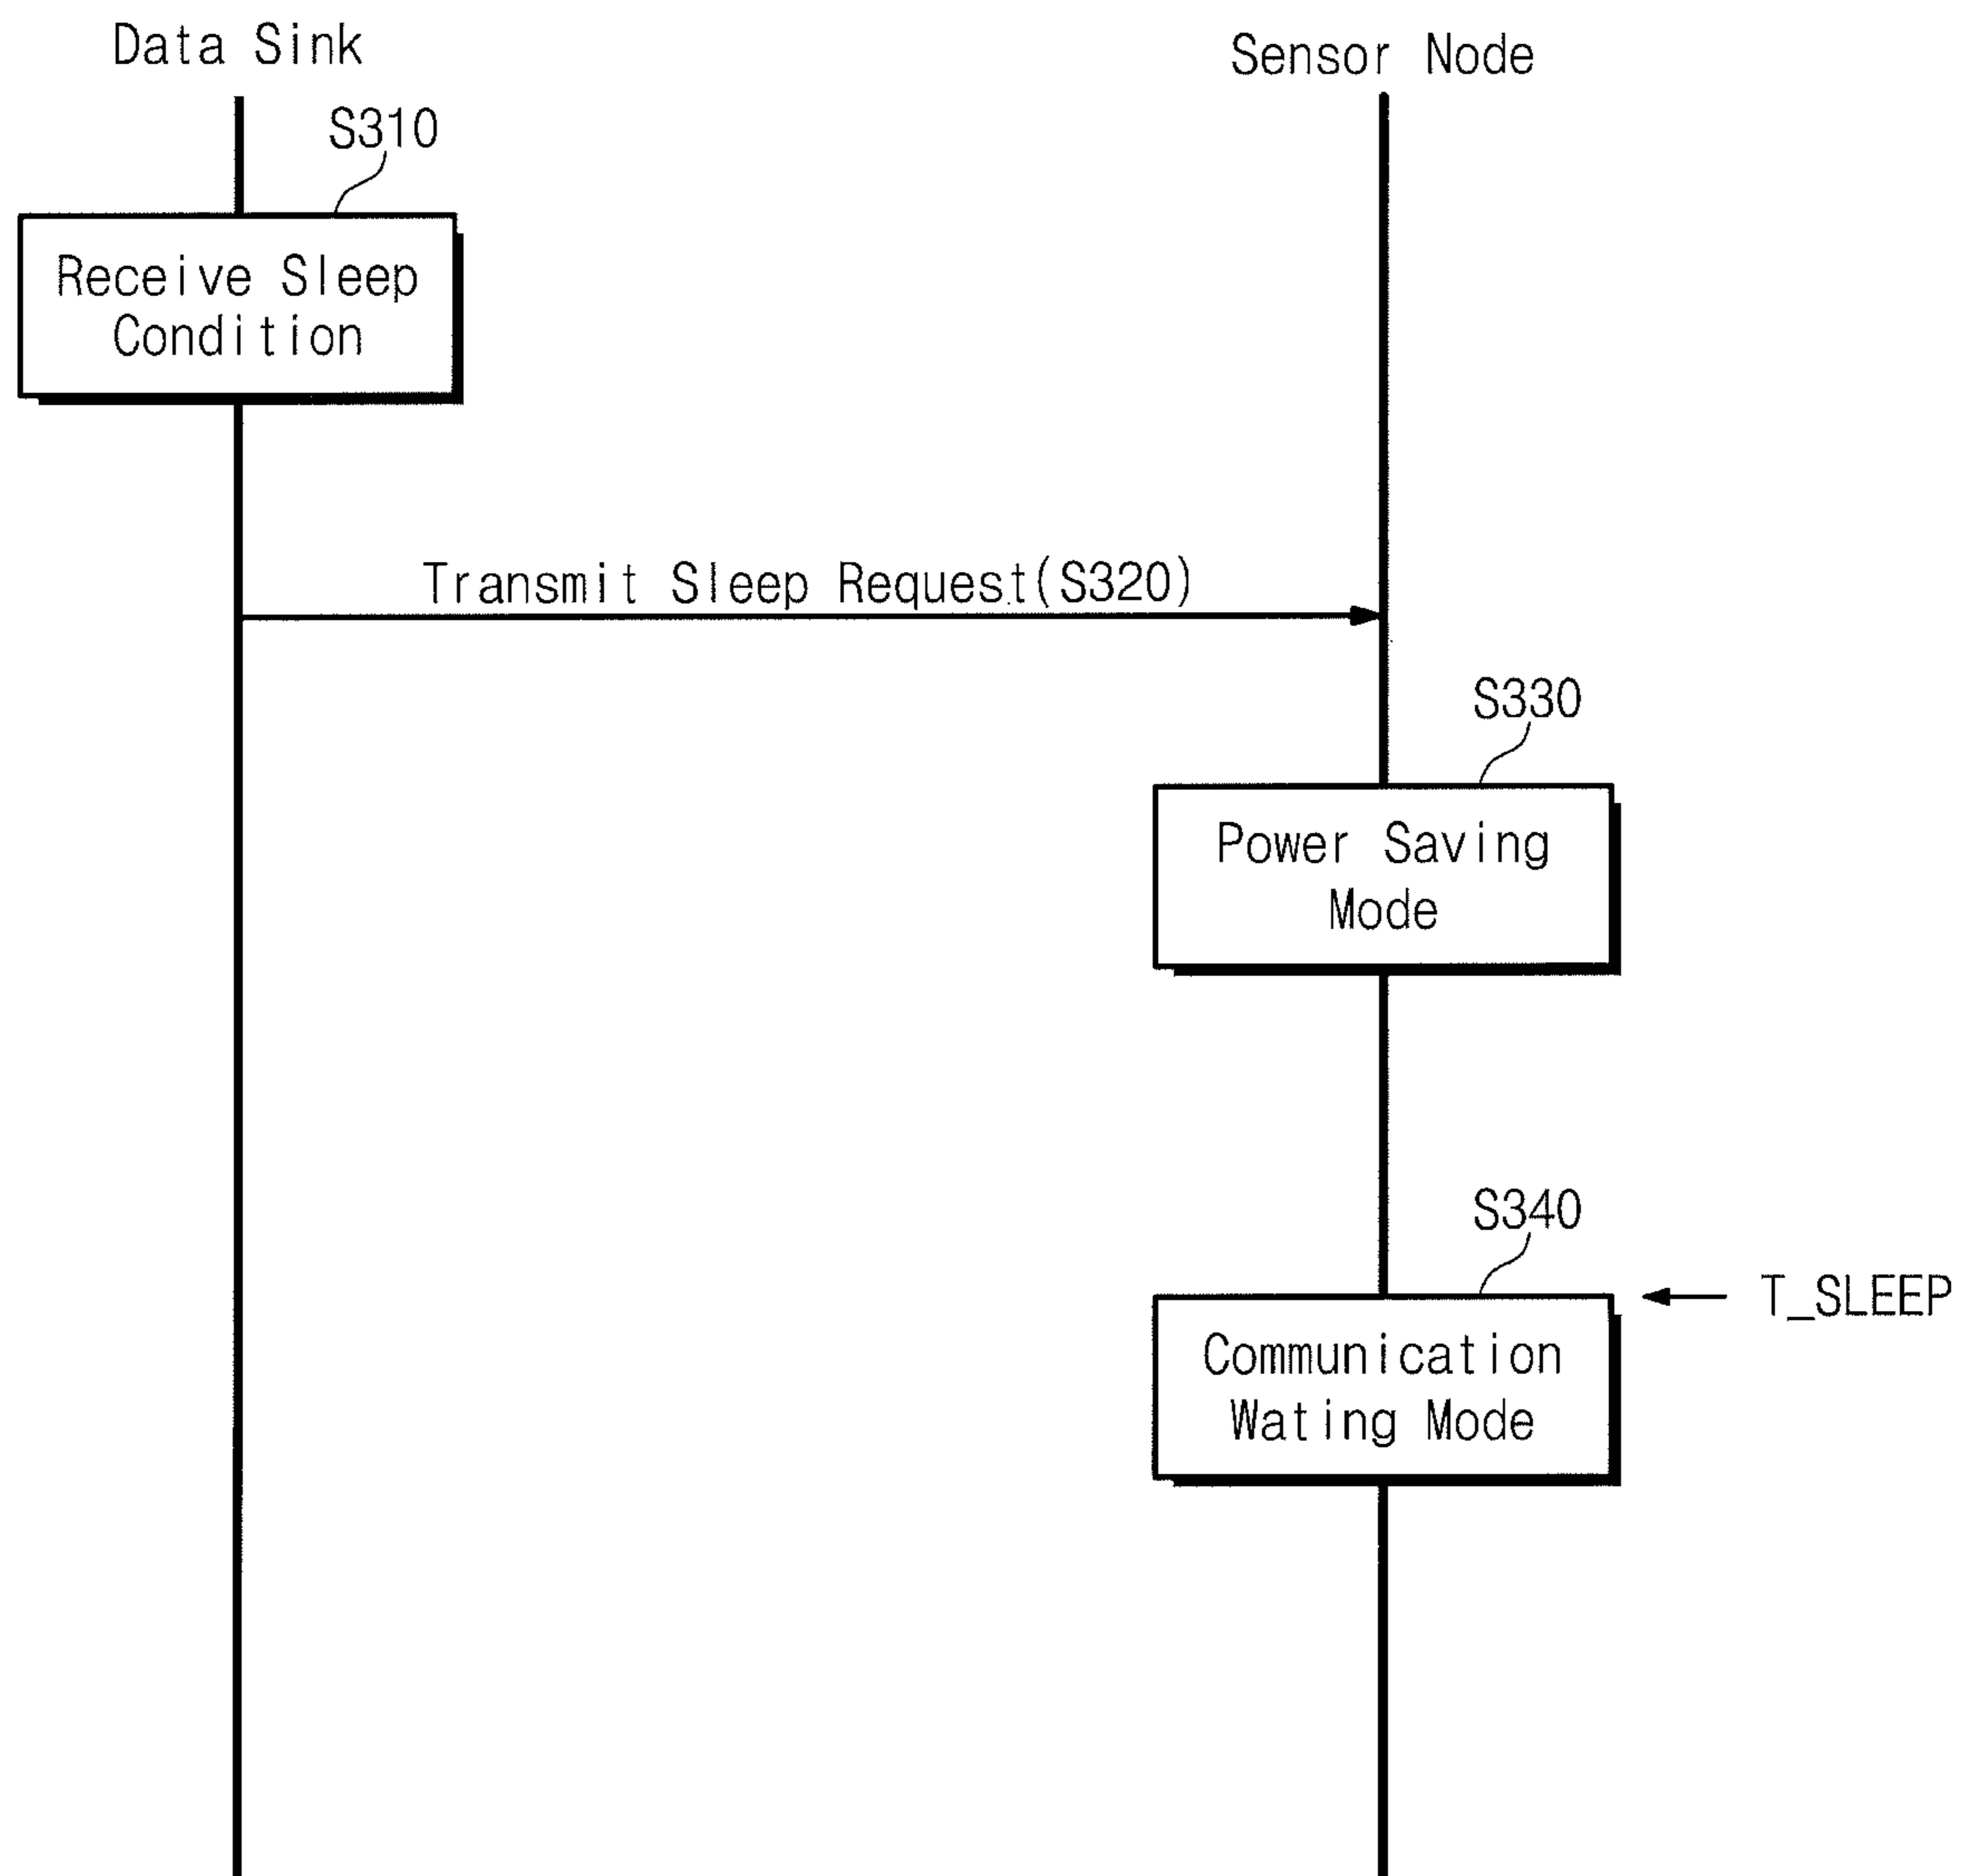 Data Sink
Sensor Node
S310
Receive Sleep
Condition
Transmit Sleep Request(S320)
S330
Power Saving
Mode
S340
T_SLEEP
Communication
Wating Mode